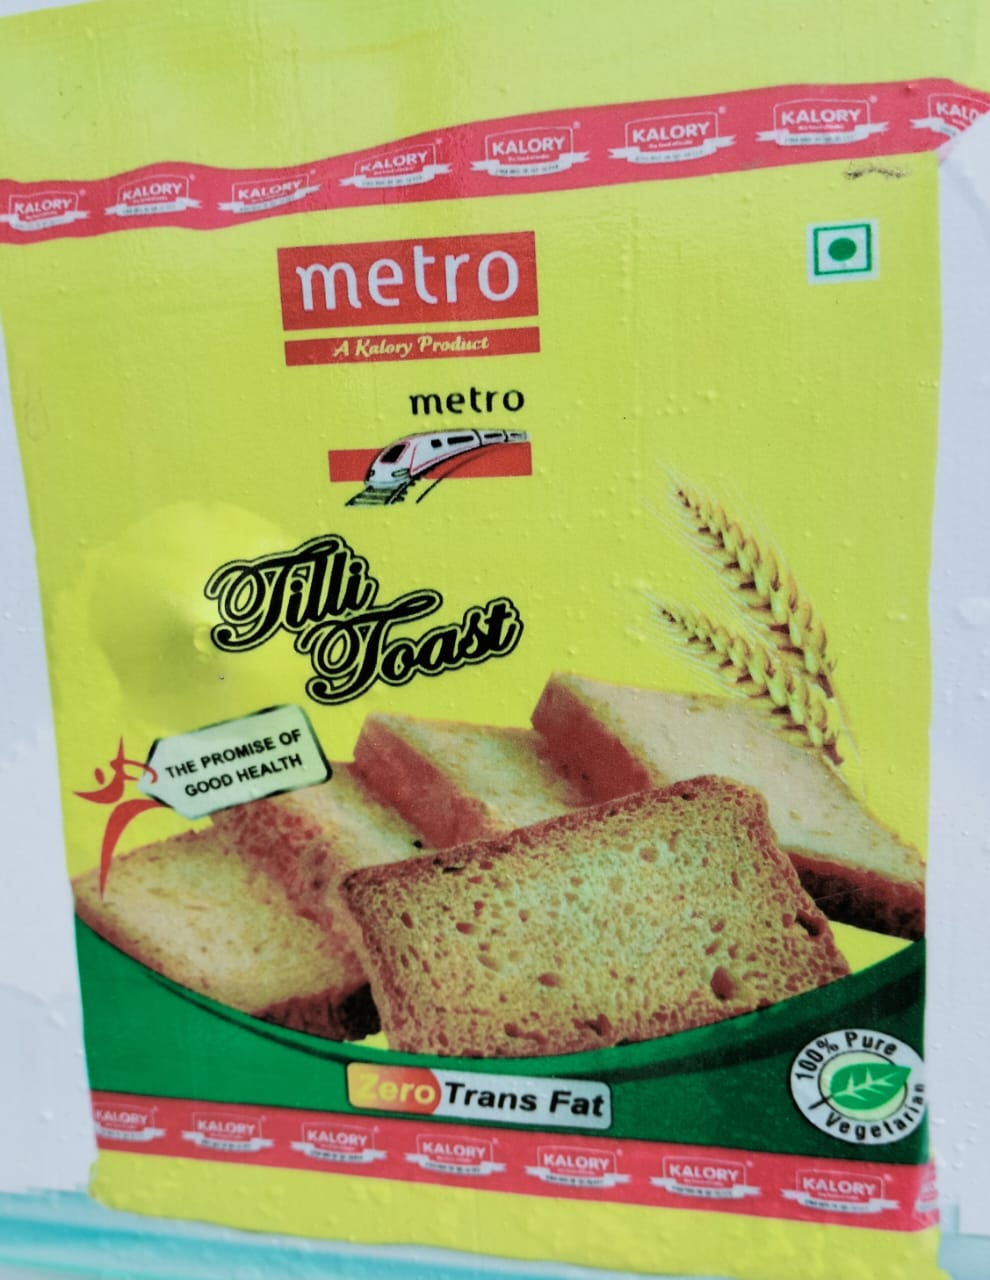 KALORY KALORY KALORY KALORY KALORY KALORY KALORY KALO
metro
A Kalory Product
metro
Tilli
Toast
THE PROMISE OF
GOOD HEALTH
Zero Trans Fat
100% Pure
Vegetarian
KALORY KALORY KALORY KALORY KALORY KALORY KALORY